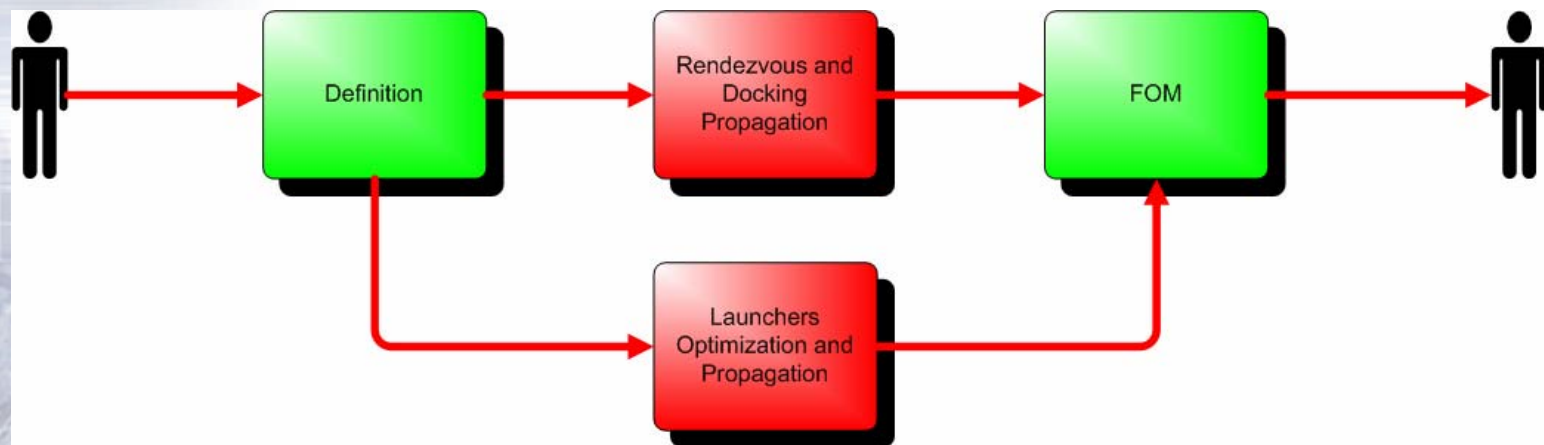 Definition
Rendezvous and
Docking
Propagation
FOM
Launchers
Optimization and
Propagation